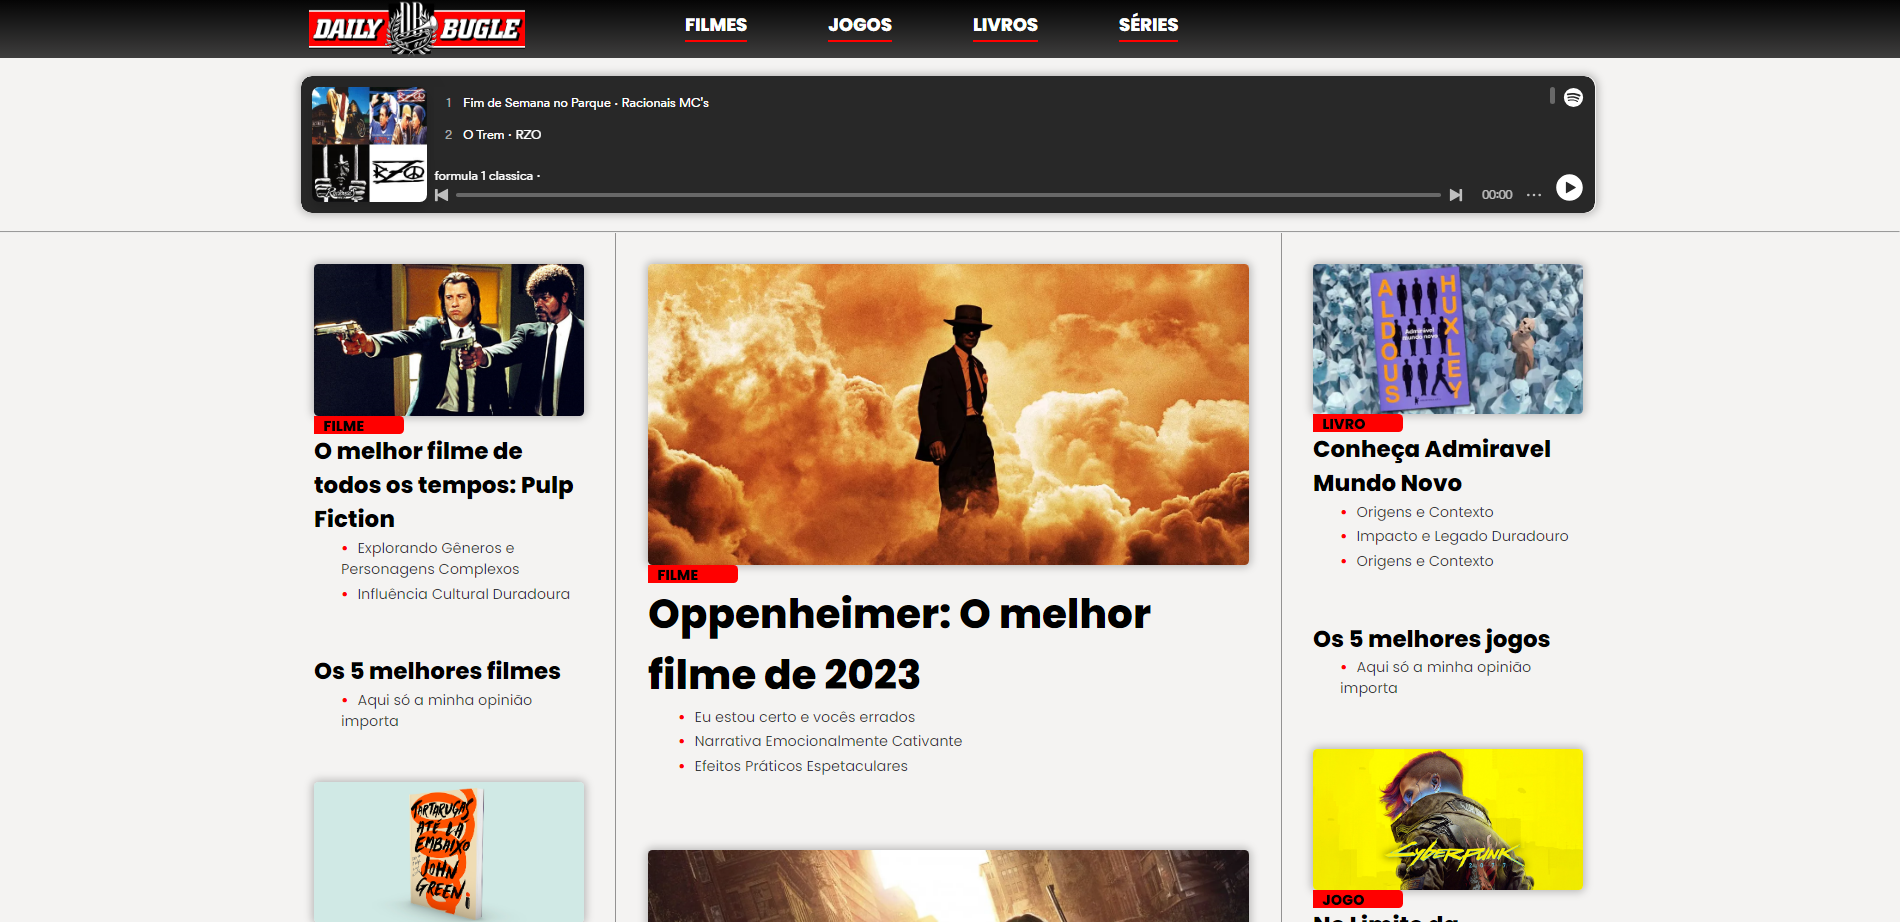 DAILY BUGLE
FILMES
JOGOS
LIVROS
SÉRIES
1 Fim de Semana no Parque · Racionais MC's
2 O Trem · RZO
RZO
formula 1 classica ·
00:00
FILME
O melhor filme de
todos os tempos: Pulp
Fiction
• Explorando Gêneros e
Personagens Complexos
• Influência Cultural Duradoura
Os 5 melhores filmes
• Aqui só a minha opinião
importa
TARTARUGAS
ATÉ LÁ
EMBAIXO
JOHN
GREEN
FILME
Oppenheimer: O melhor
filme de 2023
• Eu estou certo e vocês errados
• Narrativa Emocionalmente Cativante
• Efeitos Práticos Espetaculares
ALDOUS
HUXLEY
Admirável
mundo novo
LIVRO
Conheça Admiravel
Mundo Novo
• Origens e Contexto
• Impacto e Legado Duradouro
• Origens e Contexto
Os 5 melhores jogos
• Aqui só a minha opinião
importa
Cyberpunk
2077
JOGO
No Limite da